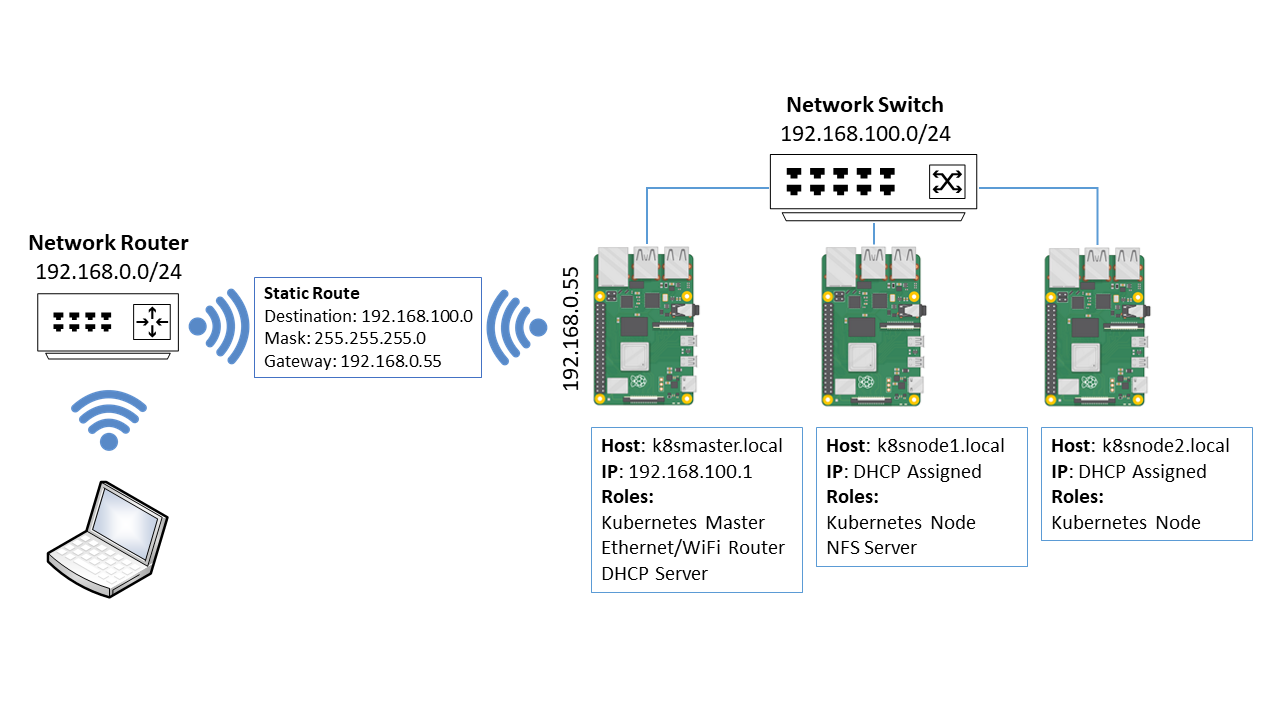 Network Switch
192.168.100.0/24
Network Router
192.168.0.0/24
Static Route
Destination: 192.168.100.0
Mask: 255.255.255.0
Gateway: 192.168.0.55
192.168.0.55
Host: k8smaster.local
IP: 192.168.100.1
Roles:
Kubernetes Master
Ethernet/WiFi Router
DHCP Server
Host: k8snode1.local
IP: DHCP Assigned
Roles:
Kubernetes Node
NFS Server
Host: k8snode2.local
IP: DHCP Assigned
Roles:
Kubernetes Node